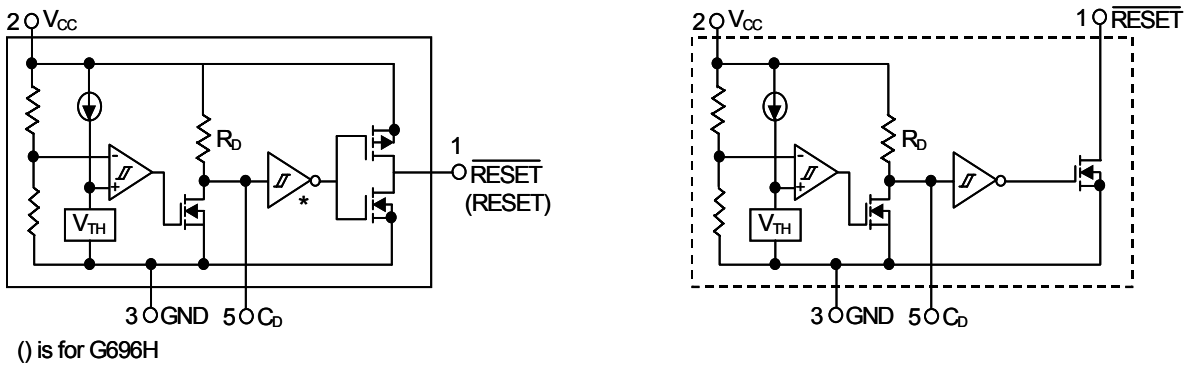 2 VCC
RD
- 
+
VTH
*
1
RESET
(RESET)
3 GND 5 CD
() is for G696H
2 VCC
1 RESET
RD
-
+
VTH
3 GND 5 CD